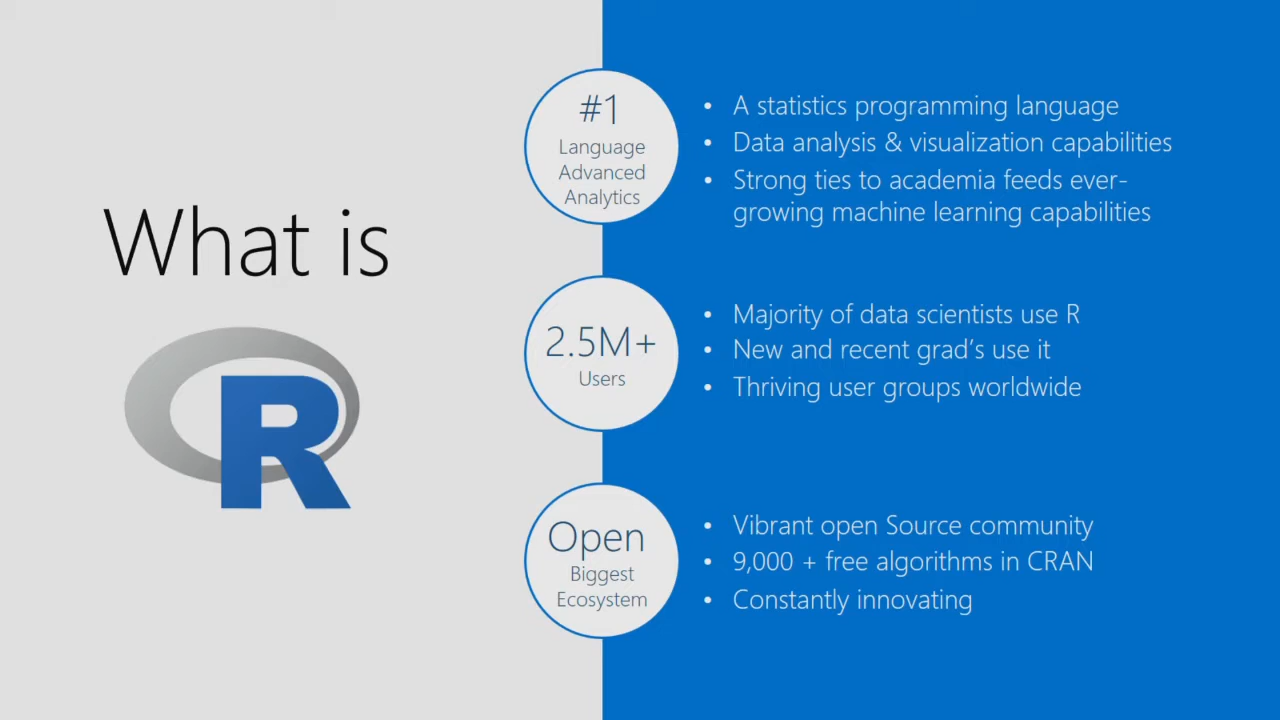 What is
R
#1
Language
Advanced
Analytics
• A statistics programming language
• Data analysis & visualization capabilities
• Strong ties to academia feeds ever-
growing machine learning capabilities
2.5M+
Users
• Majority of data scientists use R
• New and recent grad’s use it
• Thriving user groups worldwide
Open
Biggest
Ecosystem
• Vibrant open Source community
• 9,000 + free algorithms in CRAN
• Constantly innovating